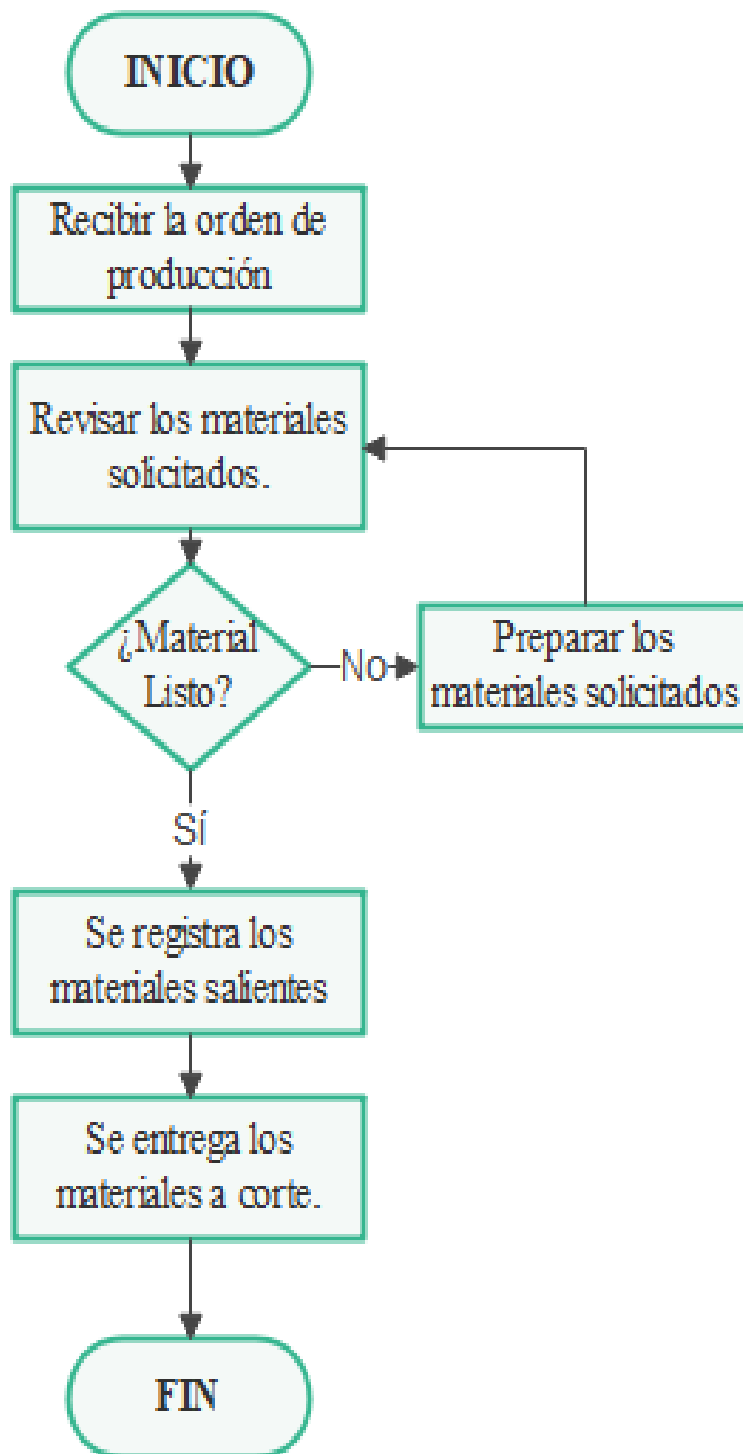 INICIO
Recibir la orden de
producción
Revisar los materiales
solicitados.
¿Material
Listo?
No
Preparar los
materiales solicitados
Sí
Se registra los
materiales salientes
Se entrega los
materiales a corte.
FIN